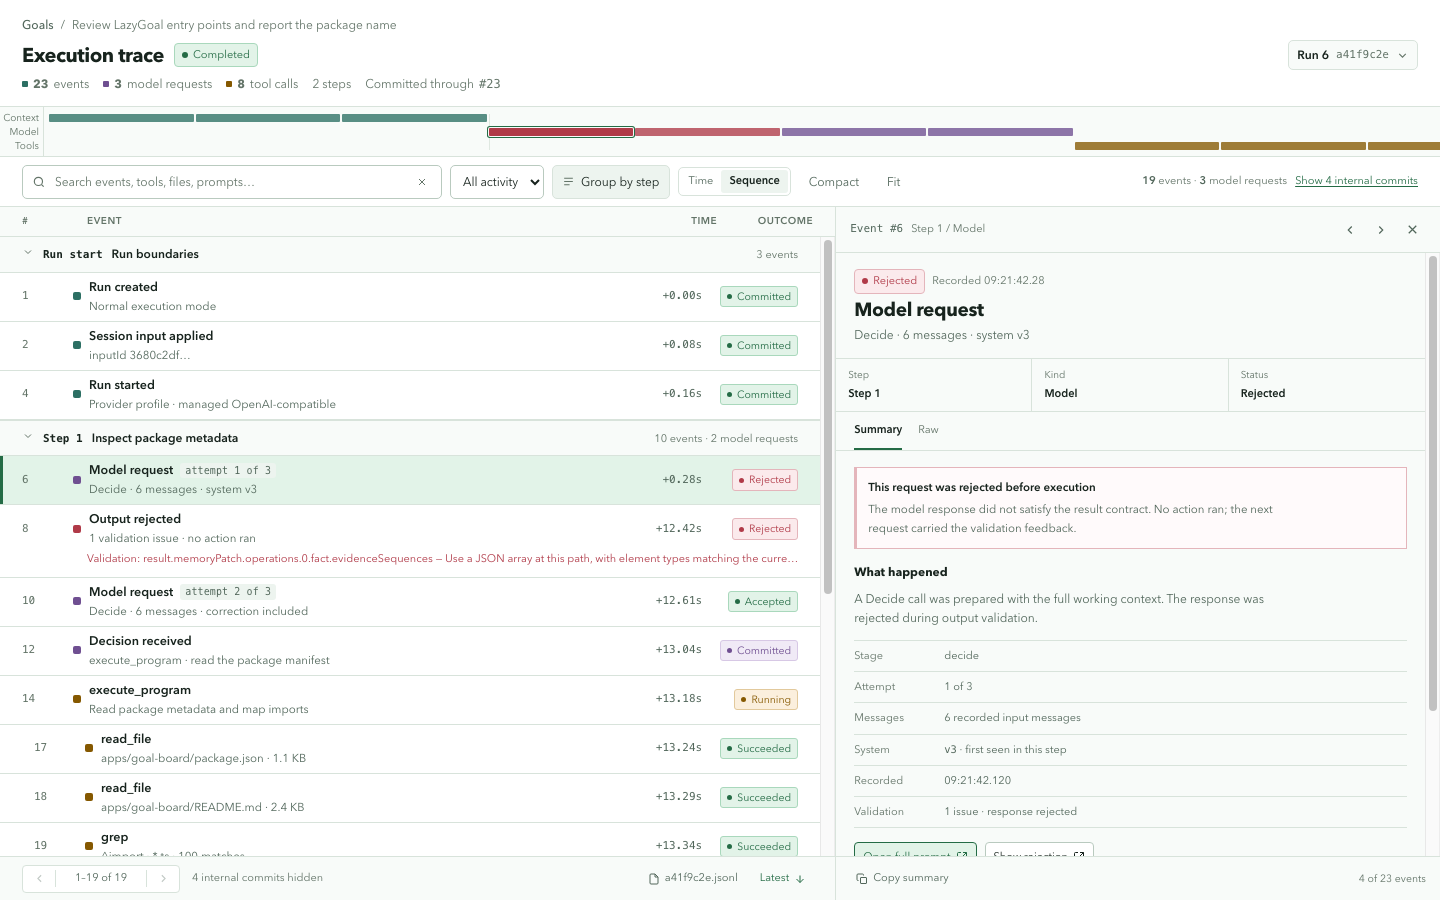 Goals / Review LazyGoal entry points and report the package name
Execution trace
Completed
Run 6 a41f9c2e
23 events 3 model requests 8 tool calls 2 steps Committed through #23
Context
Model
Tools
Search events, tools, files, prompts…
All activity
Group by step
Time Sequence
Compact
Fit
19 events · 3 model requests Show 4 internal commits
# EVENT TIME OUTCOME
Run start Run boundaries 3 events
1 Run created +0.00s Committed
Normal execution mode
2 Session input applied +0.08s Committed
inputId 3680c2df…
4 Run started +0.16s Committed
Provider profile · managed OpenAI-compatible
Step 1 Inspect package metadata 10 events · 2 model requests
6 Model request attempt 1 of 3 +0.28s Rejected
Decide · 6 messages · system v3
8 Output rejected +12.42s Rejected
1 validation issue · no action ran
Validation: result.memoryPatch.operations.0.fact.evidenceSequences — Use a JSON array at this path, with element types matching the curre…
10 Model request attempt 2 of 3 +12.61s Accepted
Decide · 6 messages · correction included
12 Decision received +13.04s Committed
execute_program · read the package manifest
14 execute_program +13.18s Running
Read package metadata and map imports
17 read_file +13.24s Succeeded
apps/goal-board/package.json · 1.1 KB
18 read_file +13.29s Succeeded
apps/goal-board/README.md · 2.4 KB
19 grep +13.34s Succeeded
1–19 of 19
4 internal commits hidden
a41f9c2e.jsonl
Latest
Event #6 Step 1 / Model
Rejected Recorded 09:21:42.28
Model request
Decide · 6 messages · system v3
Step Kind Status
Step 1 Model Rejected
Summary Raw
This request was rejected before execution
The model response did not satisfy the result contract. No action ran; the next
request carried the validation feedback.
What happened
A Decide call was prepared with the full working context. The response was
rejected during output validation.
Stage decide
Attempt 1 of 3
Messages 6 recorded input messages
System v3 · first seen in this step
Recorded 09:21:42.120
Validation 1 issue · response rejected
Open full prompt Show rejection
Copy summary
4 of 23 events